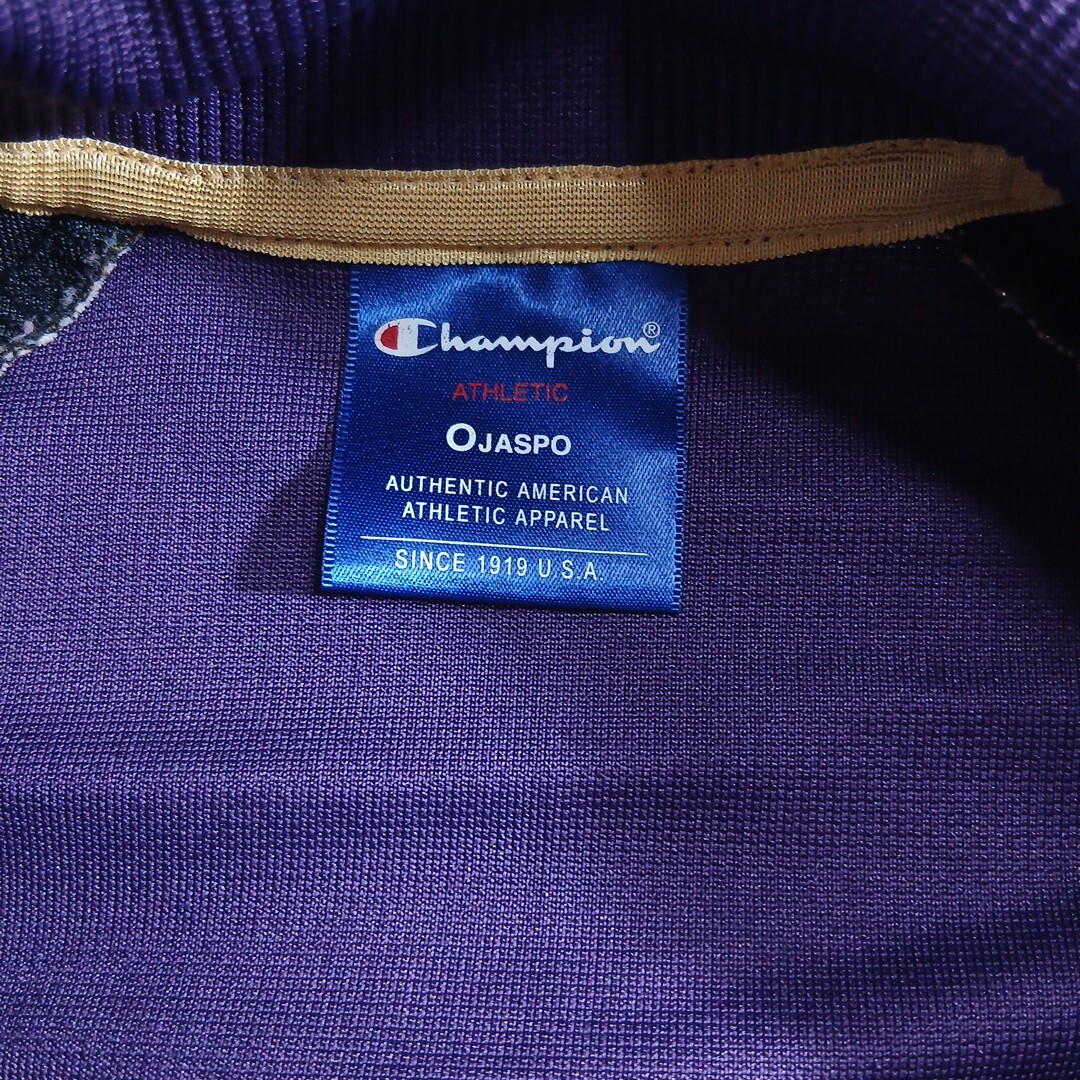 Champion®
ATHLETIC
OJASPO
AUTHENTIC AMERICAN
ATHLETIC APPAREL
SINCE 1919 U.S.A.